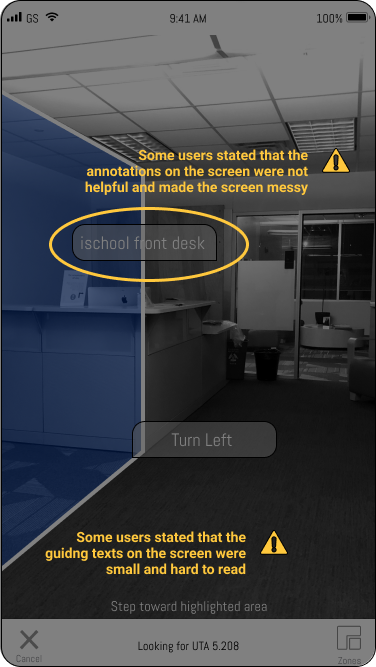 GS 9:41 AM 100%
Some users stated that the
annotations on the screen were not
helpful and made the screen messy
ischool front desk
Turn Left
Some users stated that the
guidng texts on the screen were
small and hard to read
Step toward highlighted area
Cancel
Looking for UTA 5.208
Zones